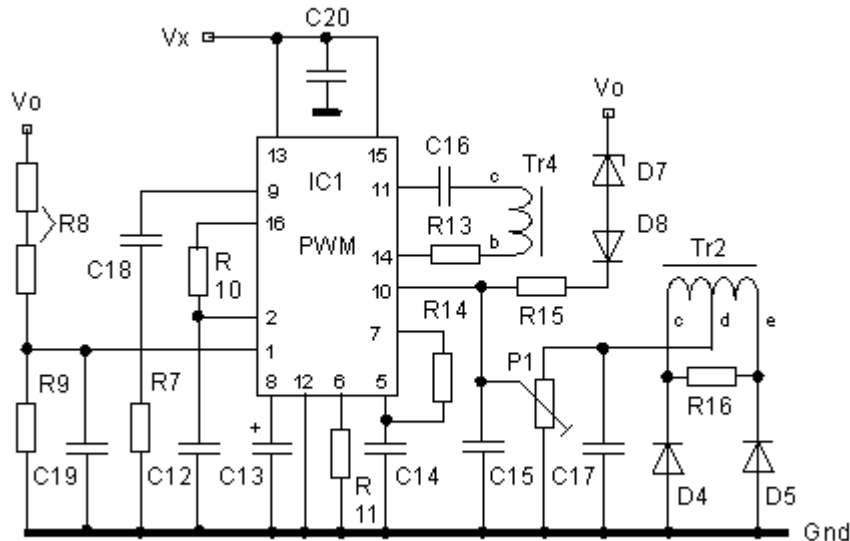 C20
Vx
Vo
Vo
13
15
IC1
C16
c
Tr4
D7
9
11
R8
16
R13
D8
PWM
b
Tr2
C18
R
10
14
10
R14
R15
2
7
c
d
e
1
P1
R9
R7
8
12
6
5
R16
+
C19
C12
C13
R
11
C14
C15
C17
D4
D5
Gnd